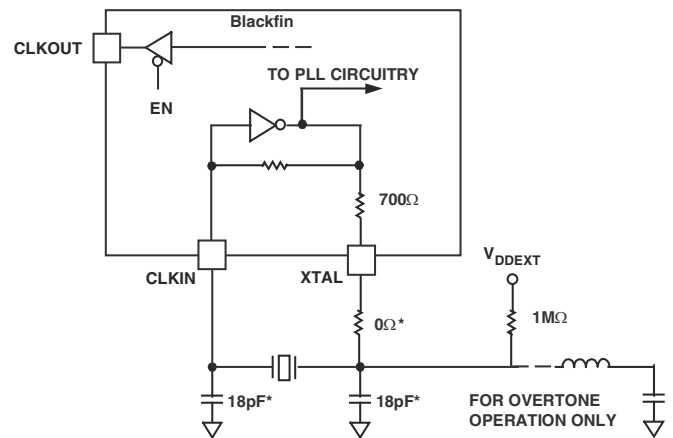 Blackfin
CLKOUT
TO PLL CIRCUITRY
EN
700Ω
CLKIN
XTAL
V_DDEXT
0Ω*
1MΩ
18pF*
18pF*
FOR OVERTONE
OPERATION ONLY